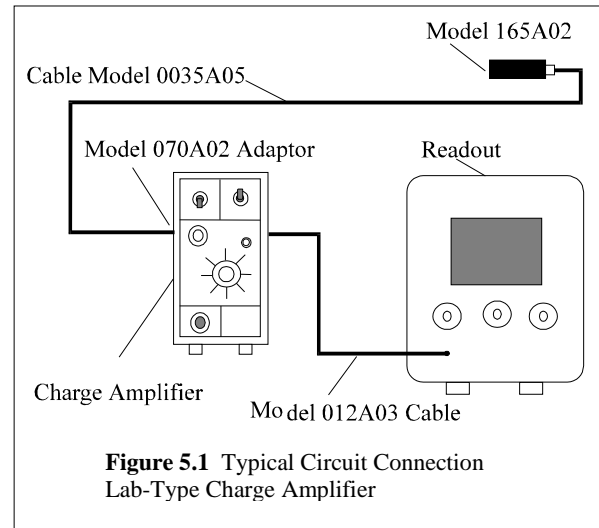 Model 165A02
Cable Model 0035A05
Model 070A02 Adaptor
Readout
Charge Amplifier
Mo del 012A03 Cable
Figure 5.1 Typical Circuit Connection
Lab-Type Charge Amplifier